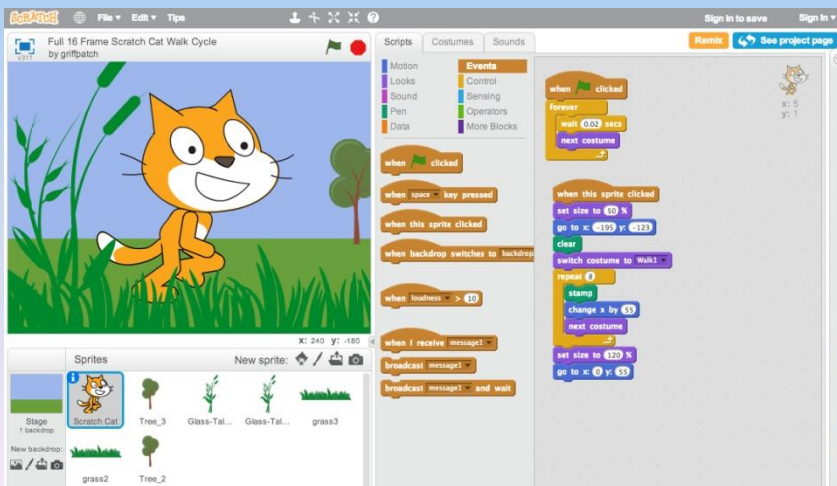 SCRATCH File ▾ Edit ▾ Tips Sign in to save Sign in ▾
Full 16 Frame Scratch Cat Walk Cycle
by griffpatch
v311
Scripts Costumes Sounds
Remix See project page
Motion Events
Looks Control
Sound Sensing
Pen Operators
Data More Blocks
when clicked
when space key pressed
when this sprite clicked
when backdrop switches to backdrop
when loudness > 10
when I receive message1
broadcast message1
broadcast message1 and wait
when clicked
forever
wait 0.02 secs
next costume
x: 5
y: 1
when this sprite clicked
set size to 50 %
go to x: -195 y: -123
clear
switch costume to Walk1
repeat 8
stamp
change x by 55
next costume
set size to 120 %
go to x: 0 y: 55
X: 240 Y: -180
Sprites New sprite:
Stage
1 backdrop
New backdrop:
Scratch Cat Tree_3 Glass-Tal... Glass-Tal... grass3
grass2 Tree_2